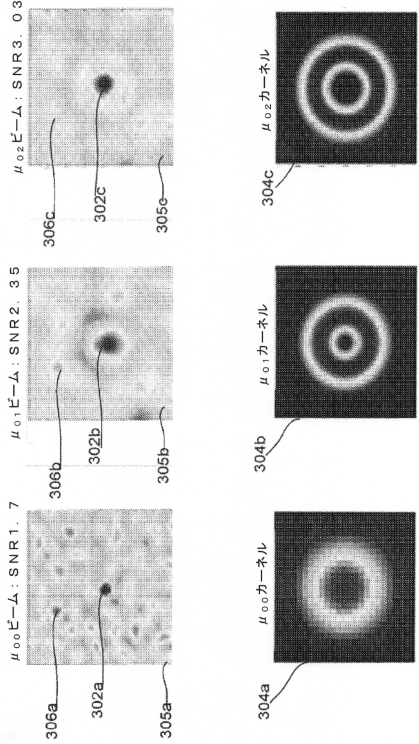 μ₀₀ビーム：SNR1．7
306a
302a
305a
μ₀₀カーネル
304a
μ₀₁ビーム：SNR2．35
306b
302b
305b
μ₀₁カーネル
304b
μ₀₂ビーム：SNR3．03
306c
302c
305c
μ₀₂カーネル
304c